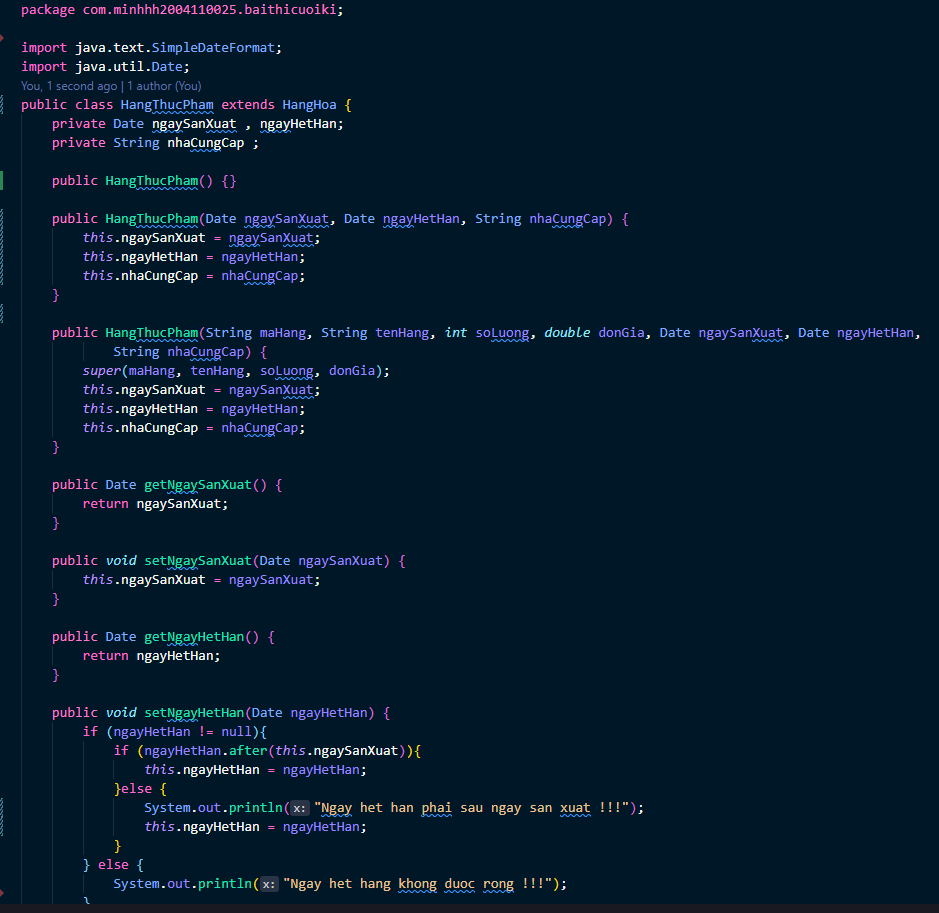 package com.minhhh2004110025.baithicuoiki;
import java.text.SimpleDateFormat;
import java.util.Date;
You, 1 second ago | 1 author (You)
public class HangThucPham extends HangHoa {
private Date ngaySanXuat , ngayHetHan;
private String nhaCungCap ;
public HangThucPham() {}
public HangThucPham(Date ngaySanXuat, Date ngayHetHan, String nhaCungCap) {
this.ngaySanXuat = ngaySanXuat;
this.ngayHetHan = ngayHetHan;
this.nhaCungCap = nhaCungCap;
}
public HangThucPham(String maHang, String tenHang, int soLuong, double donGia, Date ngaySanXuat, Date ngayHetHan,
String nhaCungCap) {
super(maHang, tenHang, soLuong, donGia);
this.ngaySanXuat = ngaySanXuat;
this.ngayHetHan = ngayHetHan;
this.nhaCungCap = nhaCungCap;
}
public Date getNgaySanXuat() {
return ngaySanXuat;
}
public void setNgaySanXuat(Date ngaySanXuat) {
this.ngaySanXuat = ngaySanXuat;
}
public Date getNgayHetHan() {
return ngayHetHan;
}
public void setNgayHetHan(Date ngayHetHan) {
if (ngayHetHan != null){
if (ngayHetHan.after(this.ngaySanXuat)){
this.ngayHetHan = ngayHetHan;
}else {
System.out.println(x: "Ngay het han phai sau ngay san xuat !!!");
this.ngayHetHan = ngayHetHan;
}
} else {
System.out.println(x: "Ngay het hang khong duoc rong !!!");
}